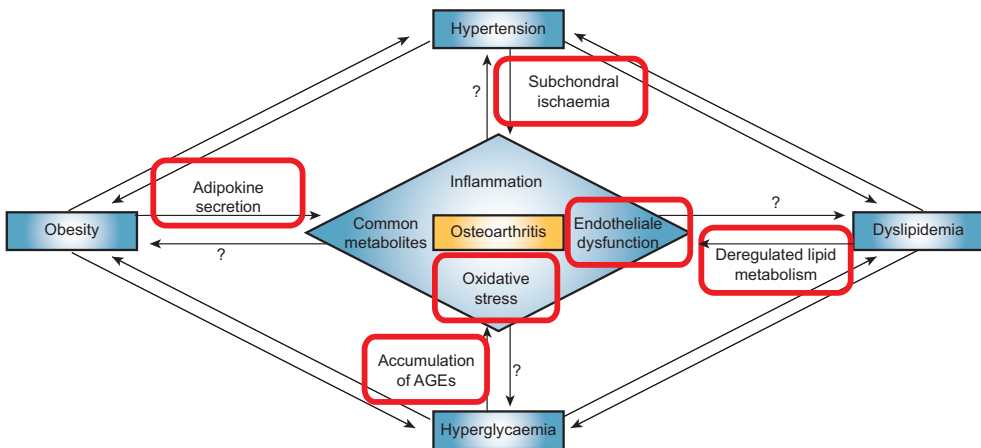 Hypertension
?
Subchondral
ischaemia
Adipokine
secretion
Inflammation
?
Obesity
Common
metabolites
Osteoarthritis
Endotheliale
dysfunction
Dyslipidemia
?
Deregulated lipid
metabolism
Oxidative
stress
Accumulation
of AGEs
?
Hyperglycaemia